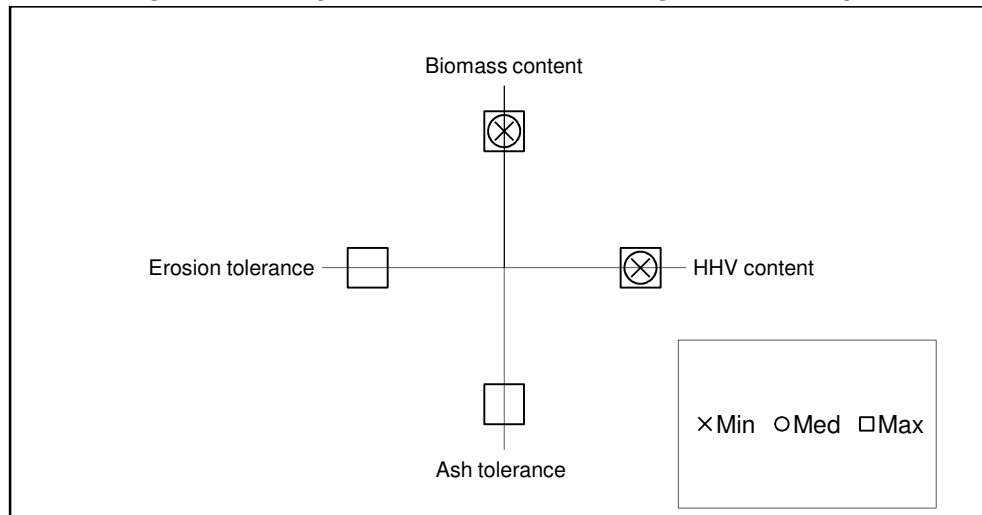 Biomass content
Erosion tolerance
HHV content
Min Med Max
Ash tolerance